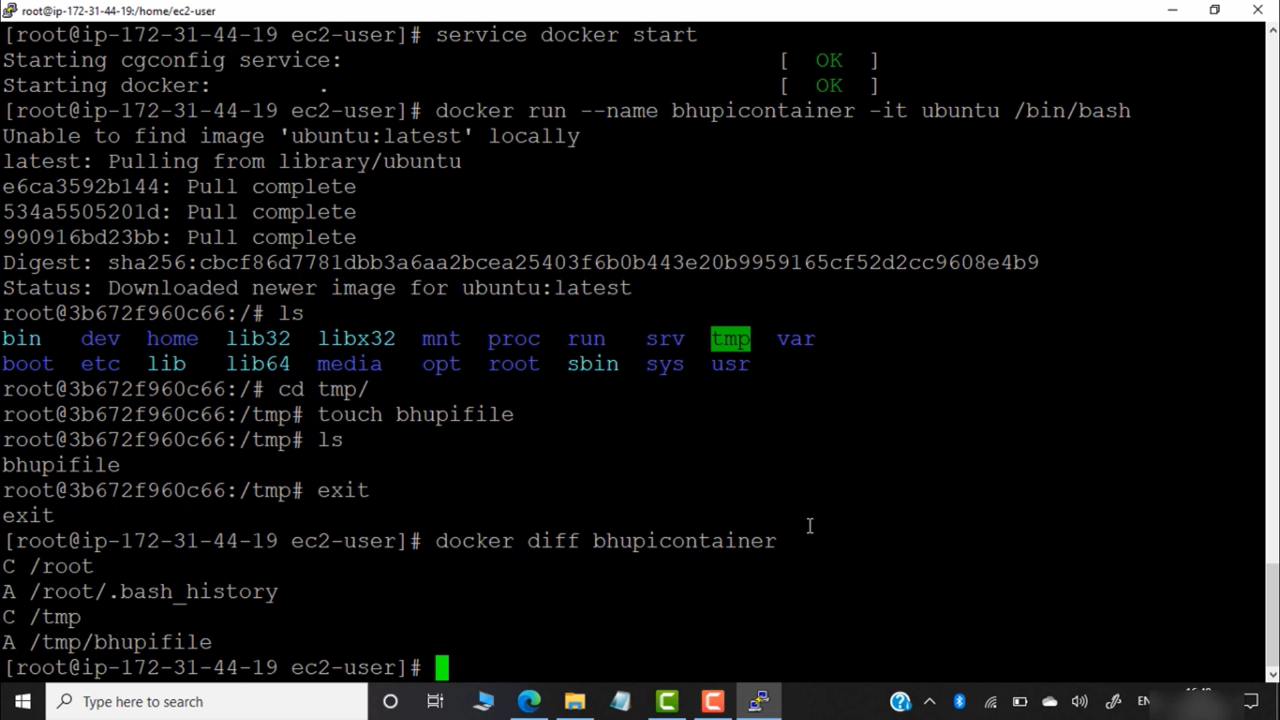 root@ip-172-31-44-19:/home/ec2-user
[root@ip-172-31-44-19 ec2-user]# service docker start
Starting cgconfig service: [ OK ]
Starting docker: . [ OK ]
[root@ip-172-31-44-19 ec2-user]# docker run --name bhupicontainer -it ubuntu /bin/bash
Unable to find image 'ubuntu:latest' locally
latest: Pulling from library/ubuntu
e6ca3592b144: Pull complete
534a5505201d: Pull complete
990916bd23bb: Pull complete
Digest: sha256:cbcf86d7781dbb3a6aa2bcea25403f6b0b443e20b9959165cf52d2cc9608e4b9
Status: Downloaded newer image for ubuntu:latest
root@3b672f960c66:/# ls
bin dev home lib32 libx32 mnt proc run srv tmp var
boot etc lib lib64 media opt root sbin sys usr
root@3b672f960c66:/# cd tmp/
root@3b672f960c66:/tmp# touch bhupifile
root@3b672f960c66:/tmp# ls
bhupifile
root@3b672f960c66:/tmp# exit
exit
[root@ip-172-31-44-19 ec2-user]# docker diff bhupicontainer
C /root
A /root/.bash_history
C /tmp
A /tmp/bhupifile
[root@ip-172-31-44-19 ec2-user]#
Type here to search